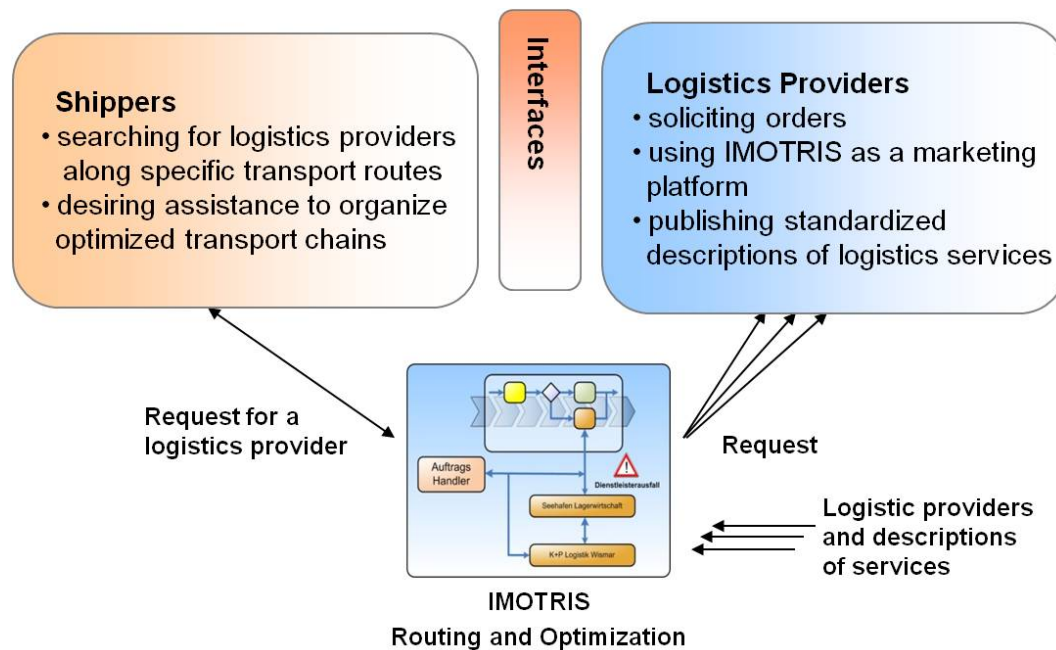 Shippers
• searching for logistics providers
along specific transport routes
• desiring assistance to organize
optimized transport chains
Interfaces
Logistics Providers
• soliciting orders
• using IMOTRIS as a marketing
platform
• publishing standardized
descriptions of logistics services
Request for a
logistics provider
Auftrags
Handler
!
Dienstleisterausfall
Seehafen Lagerwirtschaft
K+P Logistik Wismar
Request
Logistic providers
and descriptions
of services
IMOTRIS
Routing and Optimization